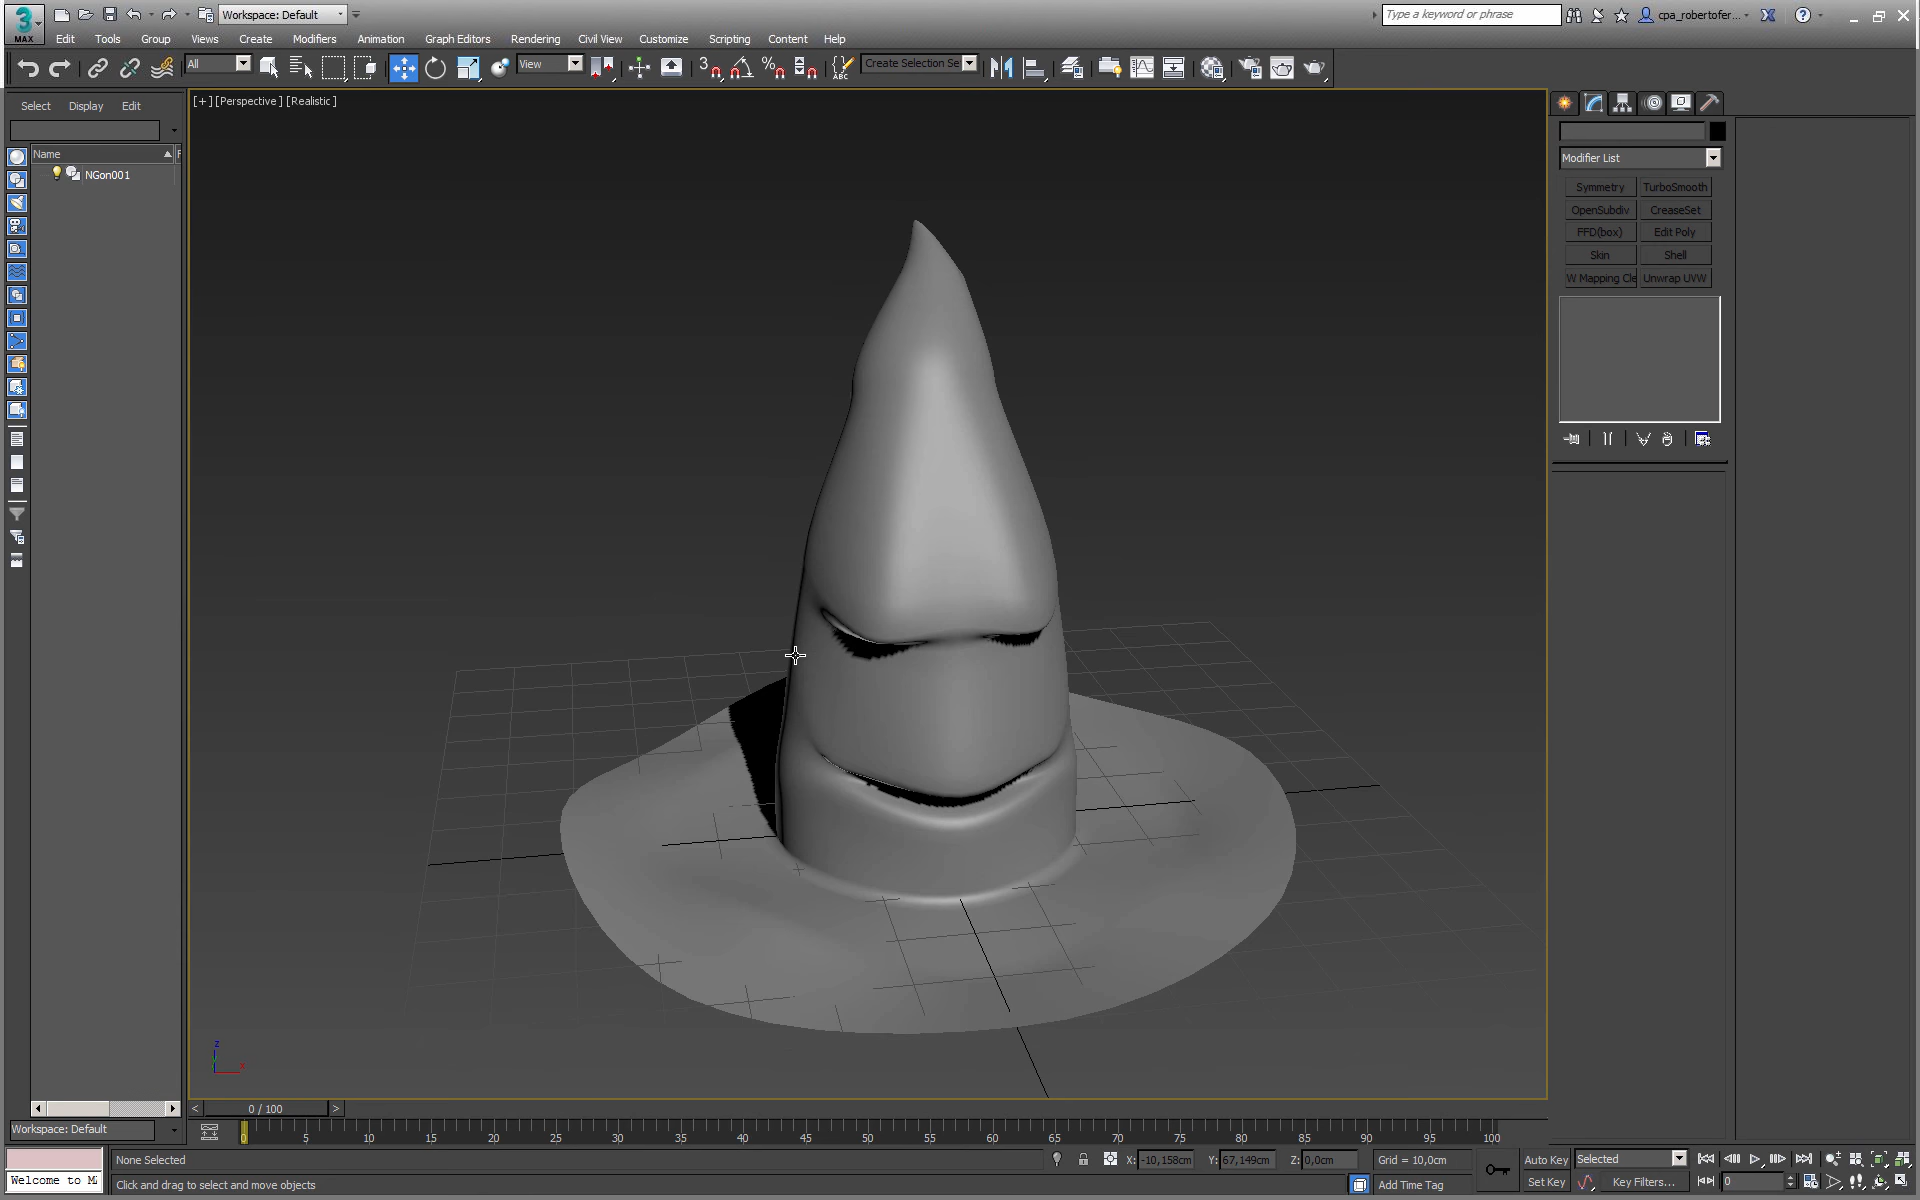 3
MAX
Workspace: Default
Type a keyword or phrase
cpa_robertofer...
Edit Tools Group Views Create Modifiers Animation Graph Editors Rendering Civil View Customize Scripting Content Help
All
View
3
%
ABC
Create Selection Se
Select Display Edit
[+][Perspective][Realistic]
Name
F
NGon001
Modifier List
Symmetry TurboSmooth
OpenSubdiv CreaseSet
FFD(box) Edit Poly
Skin Shell
W Mapping Cle Unwrap UVW
z
x
< 0 / 100 >
Workspace: Default
0 5 10 15 20 25 30 35 40 45 50 55 60 65 70 75 80 85 90 95 100
None Selected
X: -10,158cm Y: 67,149cm Z: 0,0cm Grid = 10,0cm
Auto Key Selected
Welcome to M
Click and drag to select and move objects
Add Time Tag
Set Key Key Filters...
0